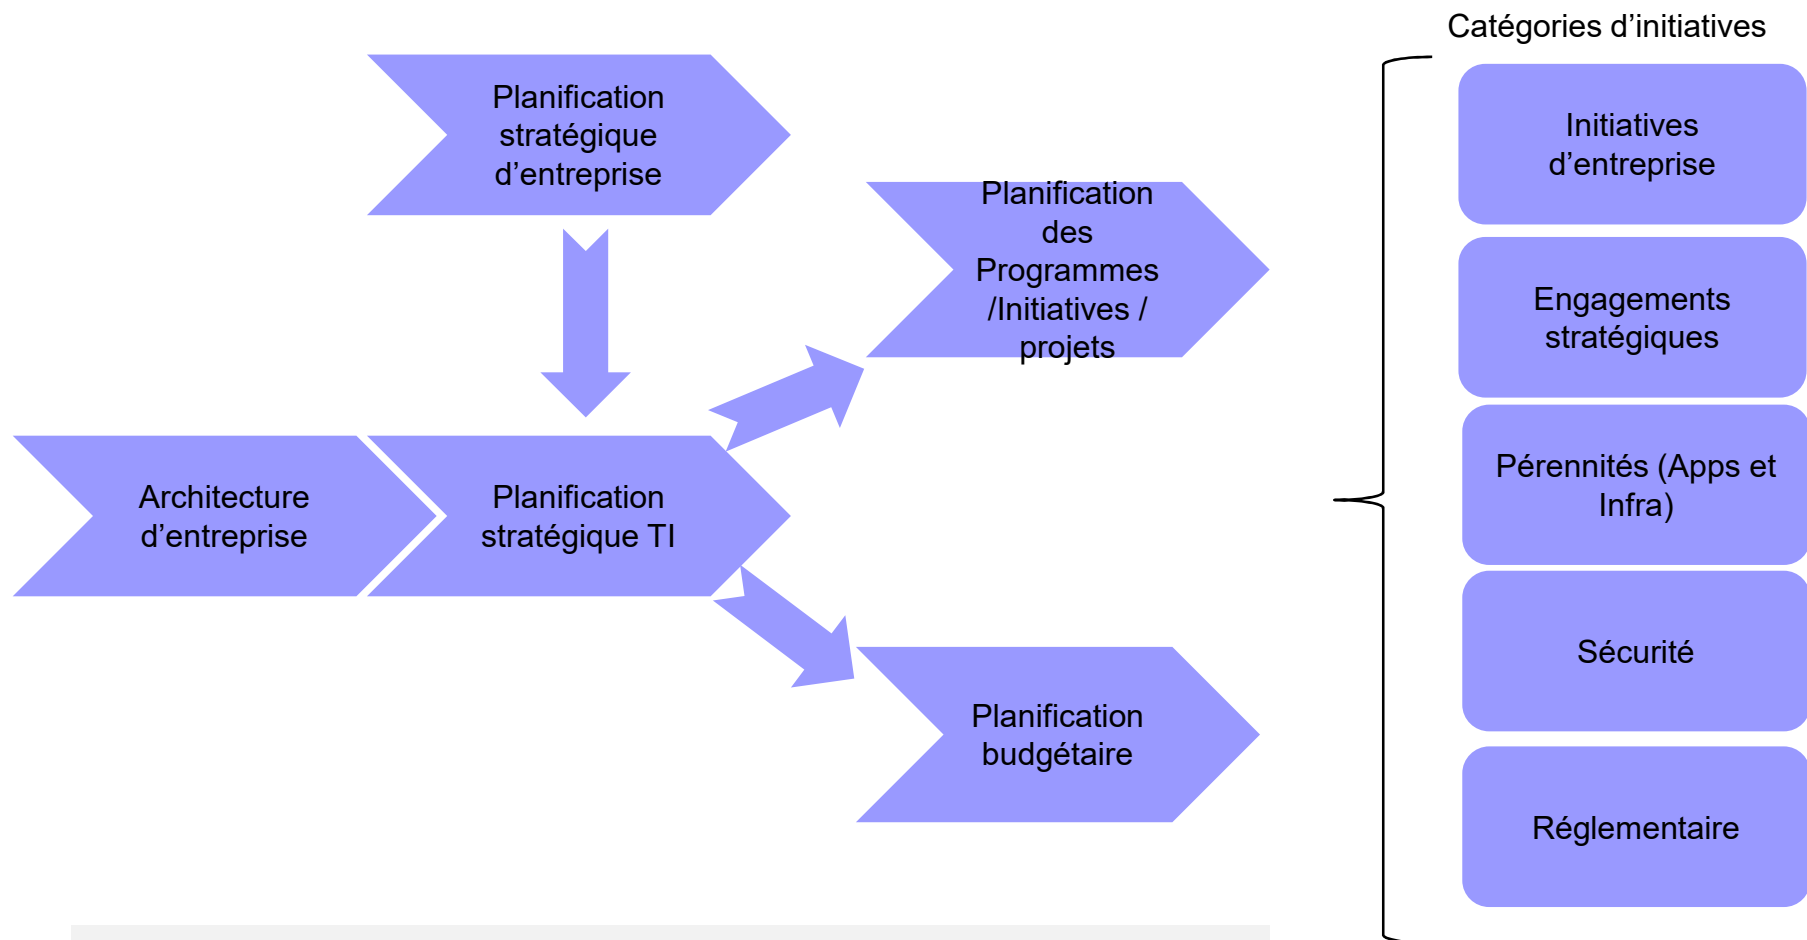 Catégories d’initiatives
Planification
stratégique
d’entreprise
Planification
des
Programmes
/Initiatives /
projets
Architecture
d’entreprise
Planification
stratégique TI
Planification
budgétaire
Initiatives
d’entreprise
Engagements
stratégiques
Pérennités (Apps et
Infra)
Sécurité
Réglementaire